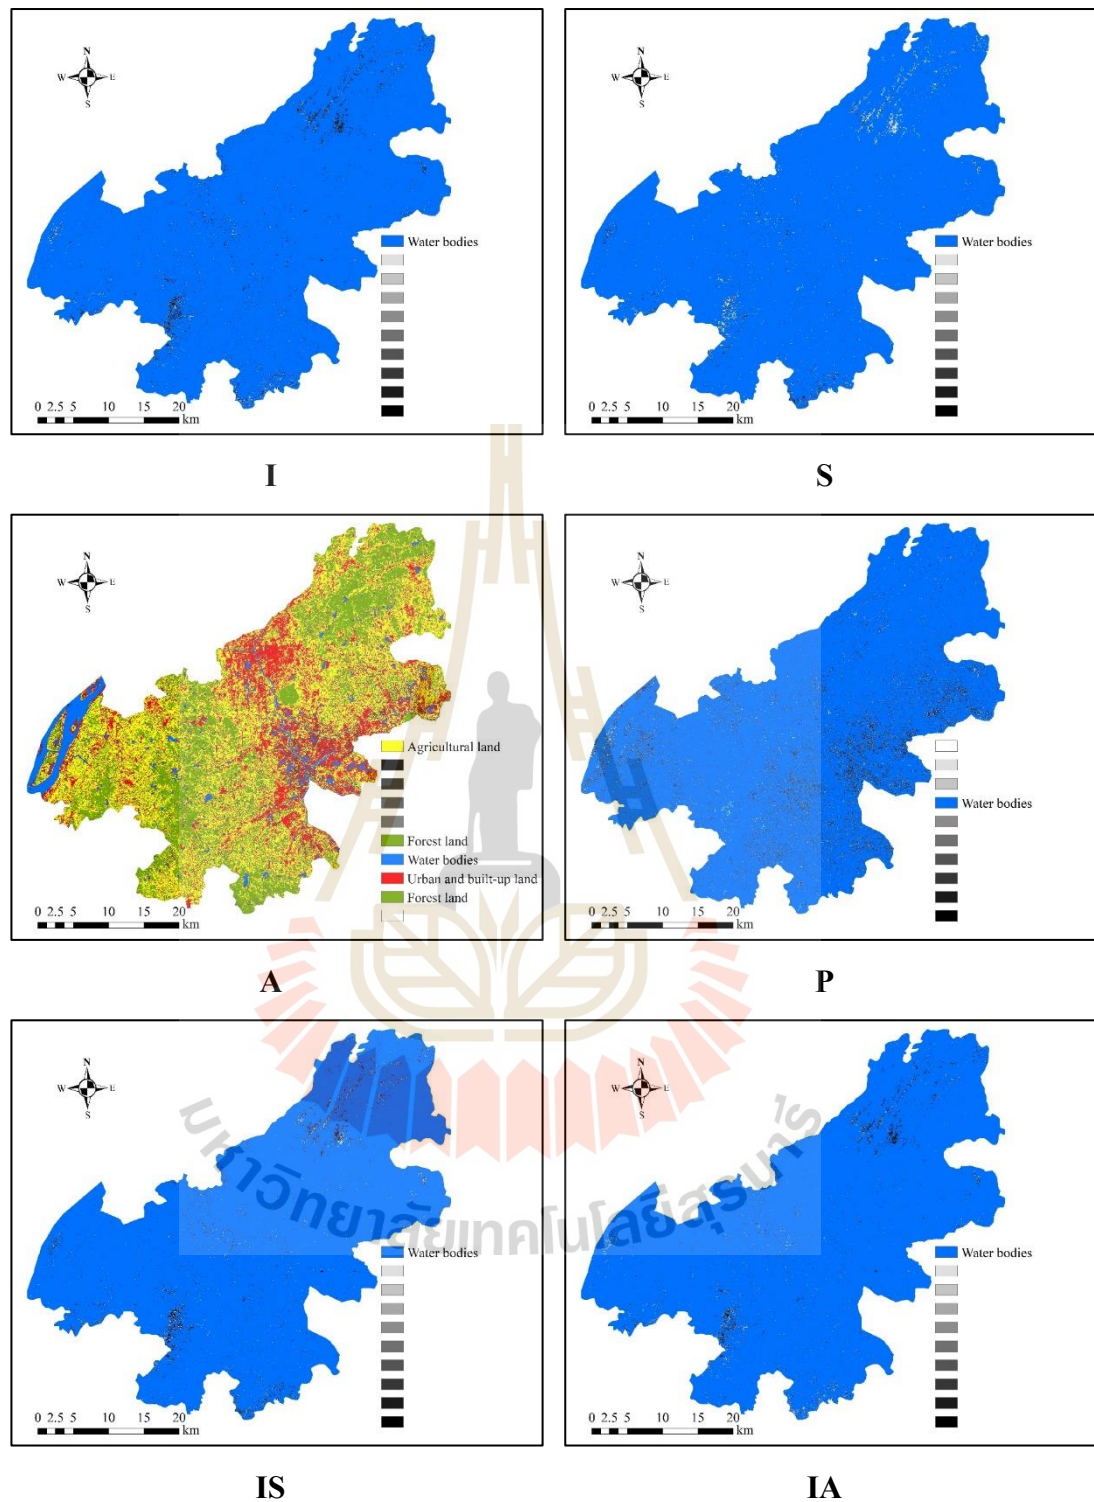 N
W E
S
Water bodies
0 2.5 5 10 15 20
km
I
N
W E
S
Water bodies
0 2.5 5 10 15 20
km
S
N
W E
S
Agricultural land
Forest land
Water bodies
Urban and built-up land
Forest land
0 2.5 5 10 15 20
km
A
N
W E
S
Water bodies
0 2.5 5 10 15 20
km
P
N
W E
S
Water bodies
0 2.5 5 10 15 20
km
IS
N
W E
S
Water bodies
0 2.5 5 10 15 20
km
IA
มหาวิทยาลัยเทคโนโลยีสุรนารี